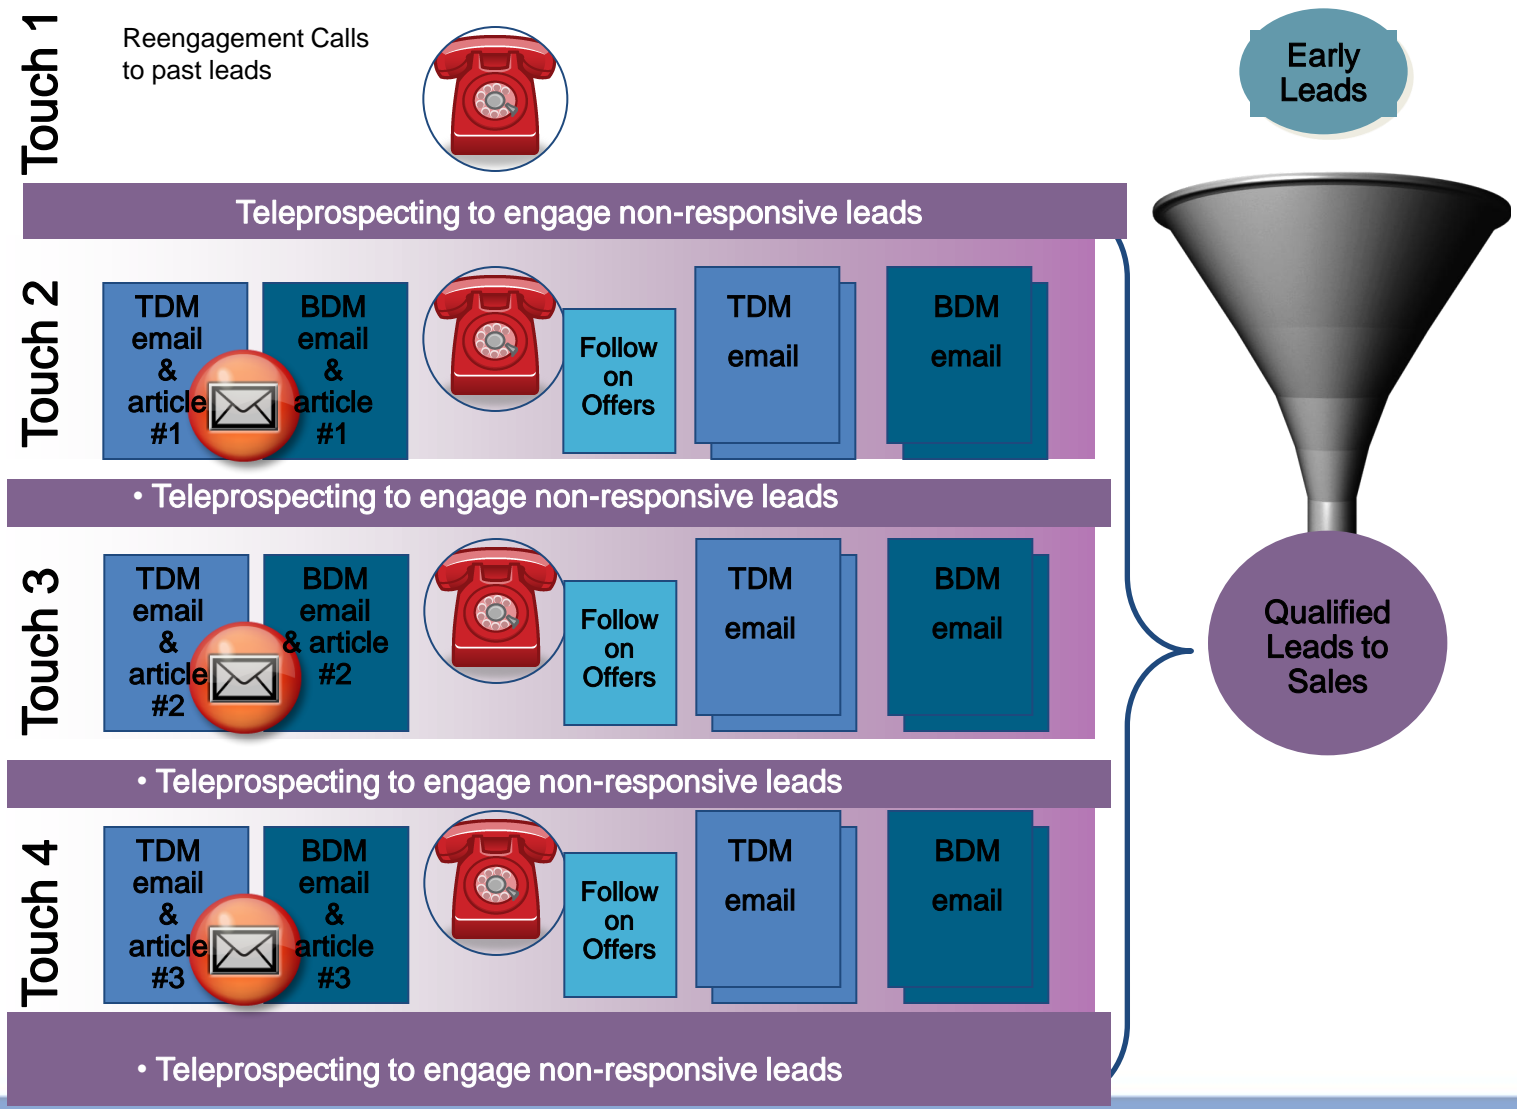 Touch 1
Reengagement Calls
to past leads
Early
Leads
Teleprospecting to engage non-responsive leads
Touch 2
TDM
email
&
article
#1
BDM
email
&
article
#1
Follow
on
Offers
TDM
email
BDM
email
• Teleprospecting to engage non-responsive leads
Touch 3
TDM
email
&
article
#2
BDM
email
& article
#2
Follow
on
Offers
TDM
email
BDM
email
Qualified
Leads to
Sales
• Teleprospecting to engage non-responsive leads
Touch 4
TDM
email
&
article
#3
BDM
email
&
article
#3
Follow
on
Offers
TDM
email
BDM
email
• Teleprospecting to engage non-responsive leads